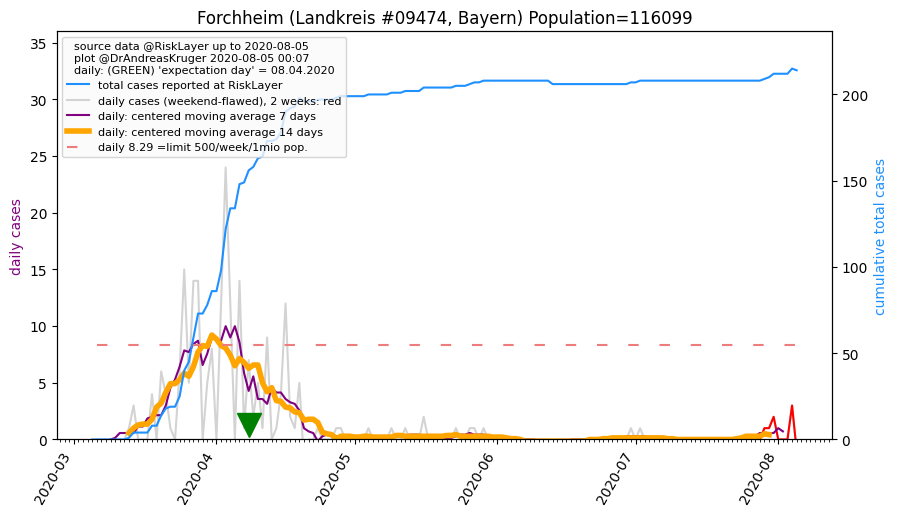 Forchheim (Landkreis #09474, Bayern) Population=116099
source data @RiskLayer up to 2020-08-05
plot @DrAndreasKruger 2020-08-05 00:07
daily: (GREEN) 'expectation day' = 08.04.2020
total cases reported at RiskLayer
daily cases (weekend-flawed), 2 weeks: red
daily: centered moving average 7 days
daily: centered moving average 14 days
daily 8.29 =limit 500/week/1mio pop.
daily cases
35
30
25
20
15
10
5
0
cumulative total cases
200
150
100
50
0
2020-03
2020-04
2020-05
2020-06
2020-07
2020-08